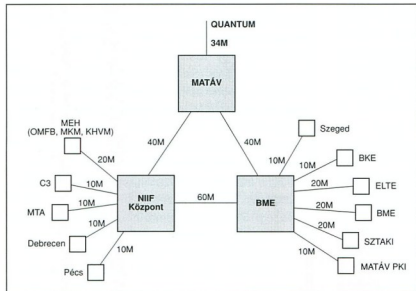 QUANTUM
34M
MATÁV
MEH
(OMFB, MKM, KHVM)
40M
40M
Szeged
20M
10M
BKE
10M
C3
10M
20M
ELTE
MTA
10M
NIIF
Központ
60M
BME
20M
BME
10M
20M
SZTAKI
Debrecen
10M
10M
MATÁV PKI
Pécs